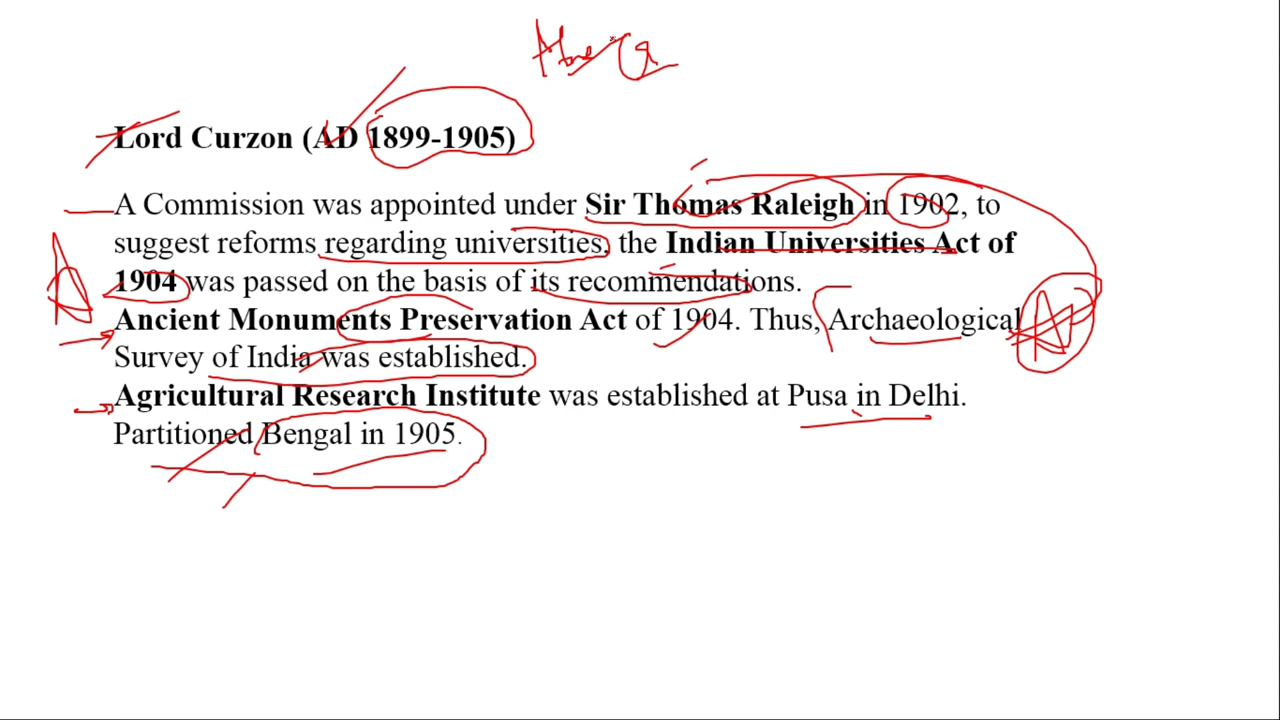 Lord Curzon (AD 1899-1905)
A Commission was appointed under Sir Thomas Raleigh in 1902, to
suggest reforms regarding universities, the Indian Universities Act of
1904 was passed on the basis of its recommendations.
Ancient Monuments Preservation Act of 1904. Thus, Archaeological
Survey of India was established.
Agricultural Research Institute was established at Pusa in Delhi.
Partitioned Bengal in 1905.